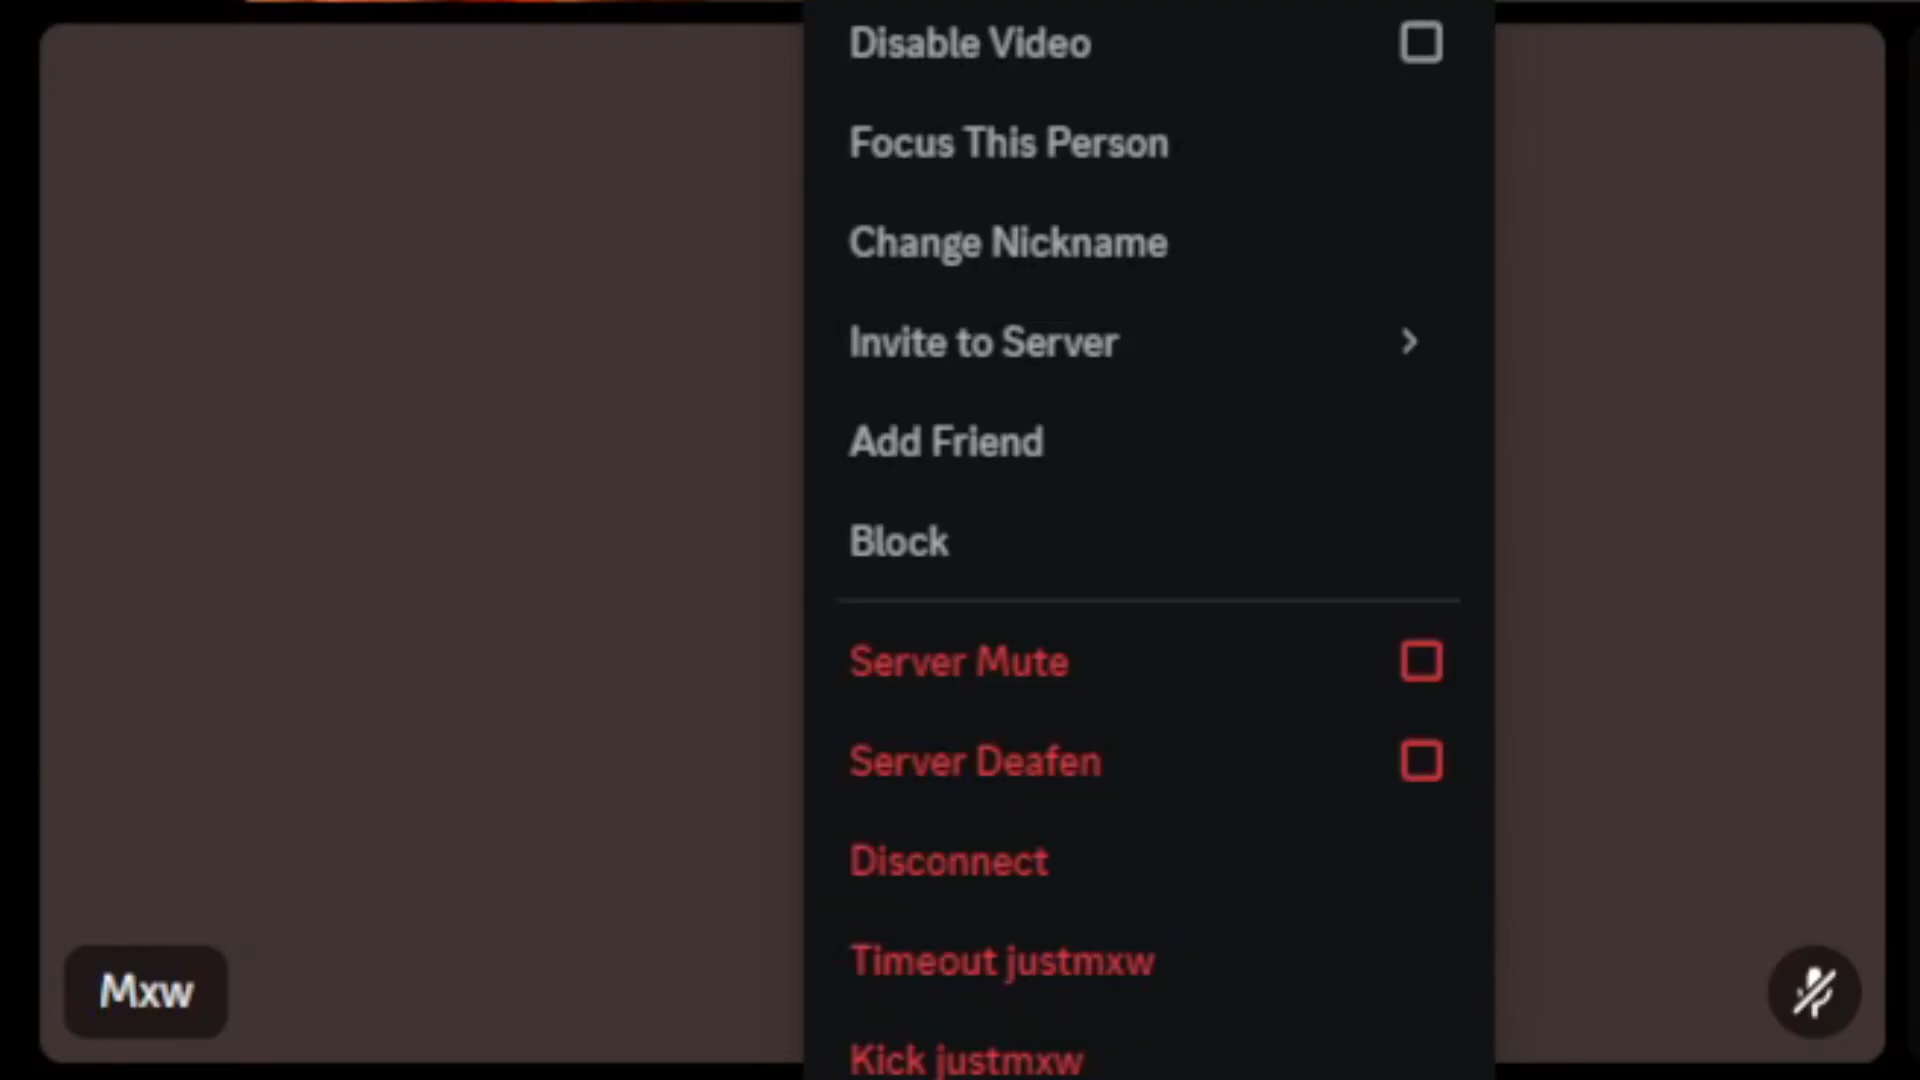 Disable Video
Focus This Person
Change Nickname
Invite to Server
Add Friend
Block
Server Mute
Server Deafen
Disconnect
Timeout justmxw
Kick justmxw
Mxw